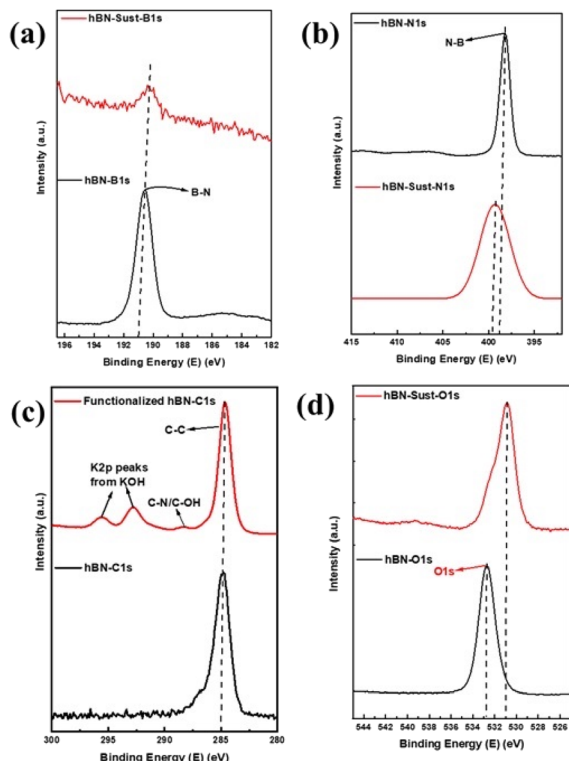 (a)
hBN-Sust-B1s
hBN-B1s
B-N
Intensity (a.u.)
196 194 192 190 188 186 184 182
Binding Energy (E) (eV)
(b)
hBN-N1s
N-B
hBN-Sust-N1s
Intensity (a.u.)
415 410 405 400 395
Binding Energy (E) (eV)
(c)
Functionalized hBN-C1s
C-C
K2p peaks
from KOH
C-N/C-OH
hBN-C1s
Intensity (a.u.)
300 295 290 285 280
Binding Energy (E) (eV)
(d)
hBN-Sust-O1s
hBN-O1s
O1s
Intensity (a.u.)
544 542 540 538 536 534 532 530 528 526
Binding Energy (E) (eV)